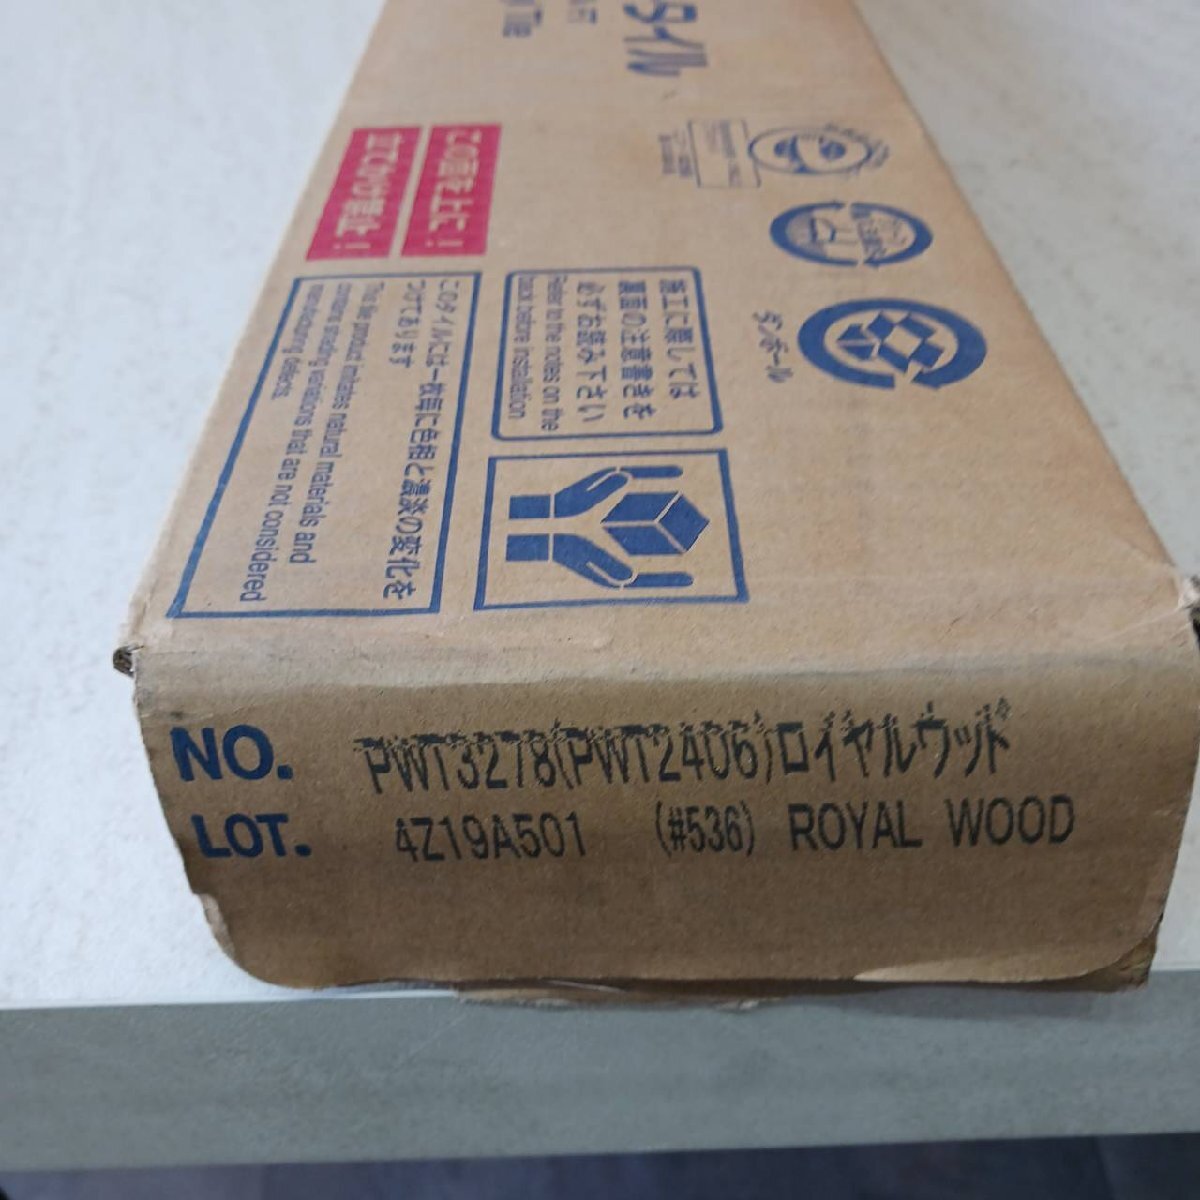 タイル
Tile
この面を上に!
立てかけ禁止!
このタイルには一枚毎に色相と濃淡の変化を
つけてあります
The tile product imitates natural materials and
contains shading variations that are not considered
manufacturing defects.
施工に際しては
裏面の注意書きを
必ずお読み下さい
Refer to the notes on the
back before installation
ダンボール
NO. PWT3278(PWT2406)ロイヤルウッド
LOT. 4Z19A501 (#536) ROYAL WOOD